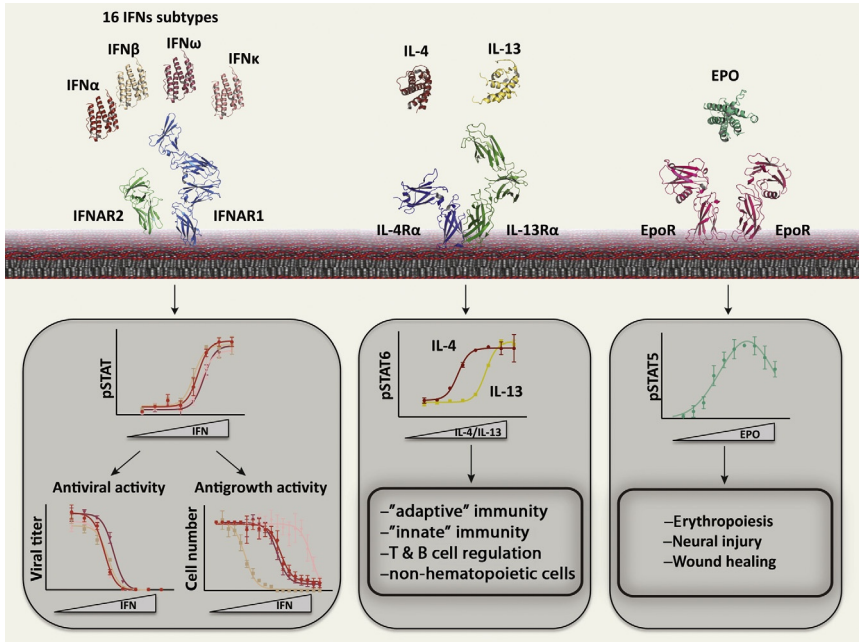 16 IFNs subtypes
IFNα
IFNβ
IFNω
IFNκ
IFNAR2
IFNAR1
IL-4
IL-13
IL-4Rα
IL-13Rα
EPO
EpoR
EpoR
pSTAT
IFN
Antiviral activity
Antigrowth activity
Viral titer
IFN
Cell number
IFN
pSTAT6
IL-4
IL-13
IL-4/IL-13
–"adaptive" immunity
–"innate" immunity
–T & B cell regulation
–non-hematopoietic cells
pSTAT5
EPO
–Erythropoiesis
–Neural injury
–Wound healing